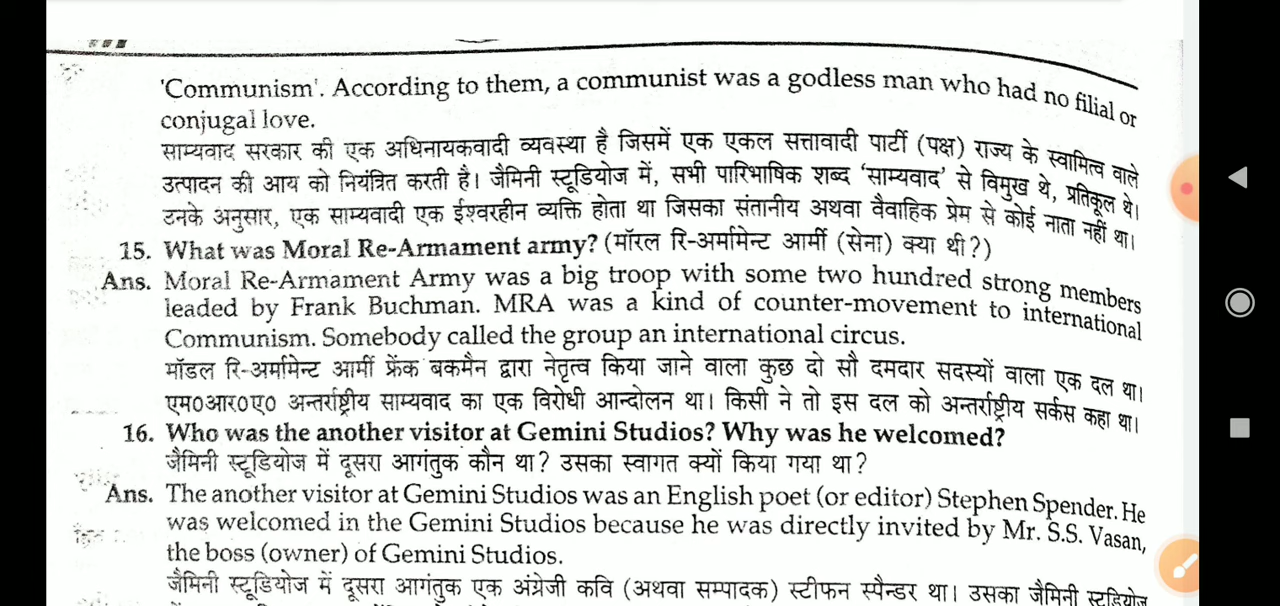 'Communism'. According to them, a communist was a godless man who had no filial or
conjugal love.
साम्यवाद सरकार की एक अधिनायकवादी व्यवस्था है जिसमें एक एकल सत्तावादी पार्टी (पक्ष) राज्य के स्वामित्व वाले
उत्पादन की आय को नियंत्रित करती है। जैमिनी स्टूडियोज में, सभी पारिभाषिक शब्द 'साम्यवाद' से विमुख थे, प्रतिकूल थे।
उनके अनुसार, एक साम्यवादी एक ईश्वरहीन व्यक्ति होता था जिसका संतानीय अथवा वैवाहिक प्रेम से कोई नाता नहीं था।
15. What was Moral Re-Armament army? (मॉरल रि-अर्मामेन्ट आर्मी (सेना) क्या थी?)
Ans. Moral Re-Armament Army was a big troop with some two hundred strong members
leaded by Frank Buchman. MRA was a kind of counter-movement to international
Communism. Somebody called the group an international circus.
मॉडल रि-अर्मामेन्ट आर्मी फ्रेंक बकमैन द्वारा नेतृत्व किया जाने वाला कुछ दो सौ दमदार सदस्यों वाला एक दल था।
एम0आर0ए0 अन्तर्राष्ट्रीय साम्यवाद का एक विरोधी आन्दोलन था। किसी ने तो इस दल को अन्तर्राष्ट्रीय सर्कस कहा था।
16. Who was the another visitor at Gemini Studios? Why was he welcomed?
जैमिनी स्टूडियोज में दूसरा आगंतुक कौन था? उसका स्वागत क्यों किया गया था?
Ans. The another visitor at Gemini Studios was an English poet (or editor) Stephen Spender. He
was welcomed in the Gemini Studios because he was directly invited by Mr. S.S. Vasan,
the boss (owner) of Gemini Studios.
जैमिनी स्टूडियोज में दूसरा आगंतुक एक अंग्रेजी कवि (अथवा सम्पादक) स्टीफन स्पैन्डर था। उसका जैमिनी स्टूडियोज